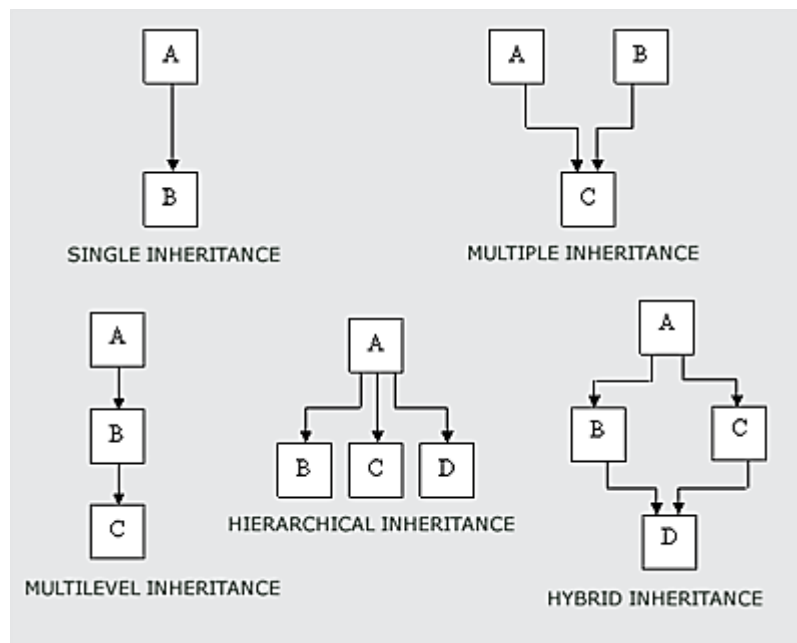 A
B
SINGLE INHERITANCE
A B
C
MULTIPLE INHERITANCE
A
B
C
MULTILEVEL INHERITANCE
A
B C D
HIERARCHICAL INHERITANCE
A
B C
D
HYBRID INHERITANCE